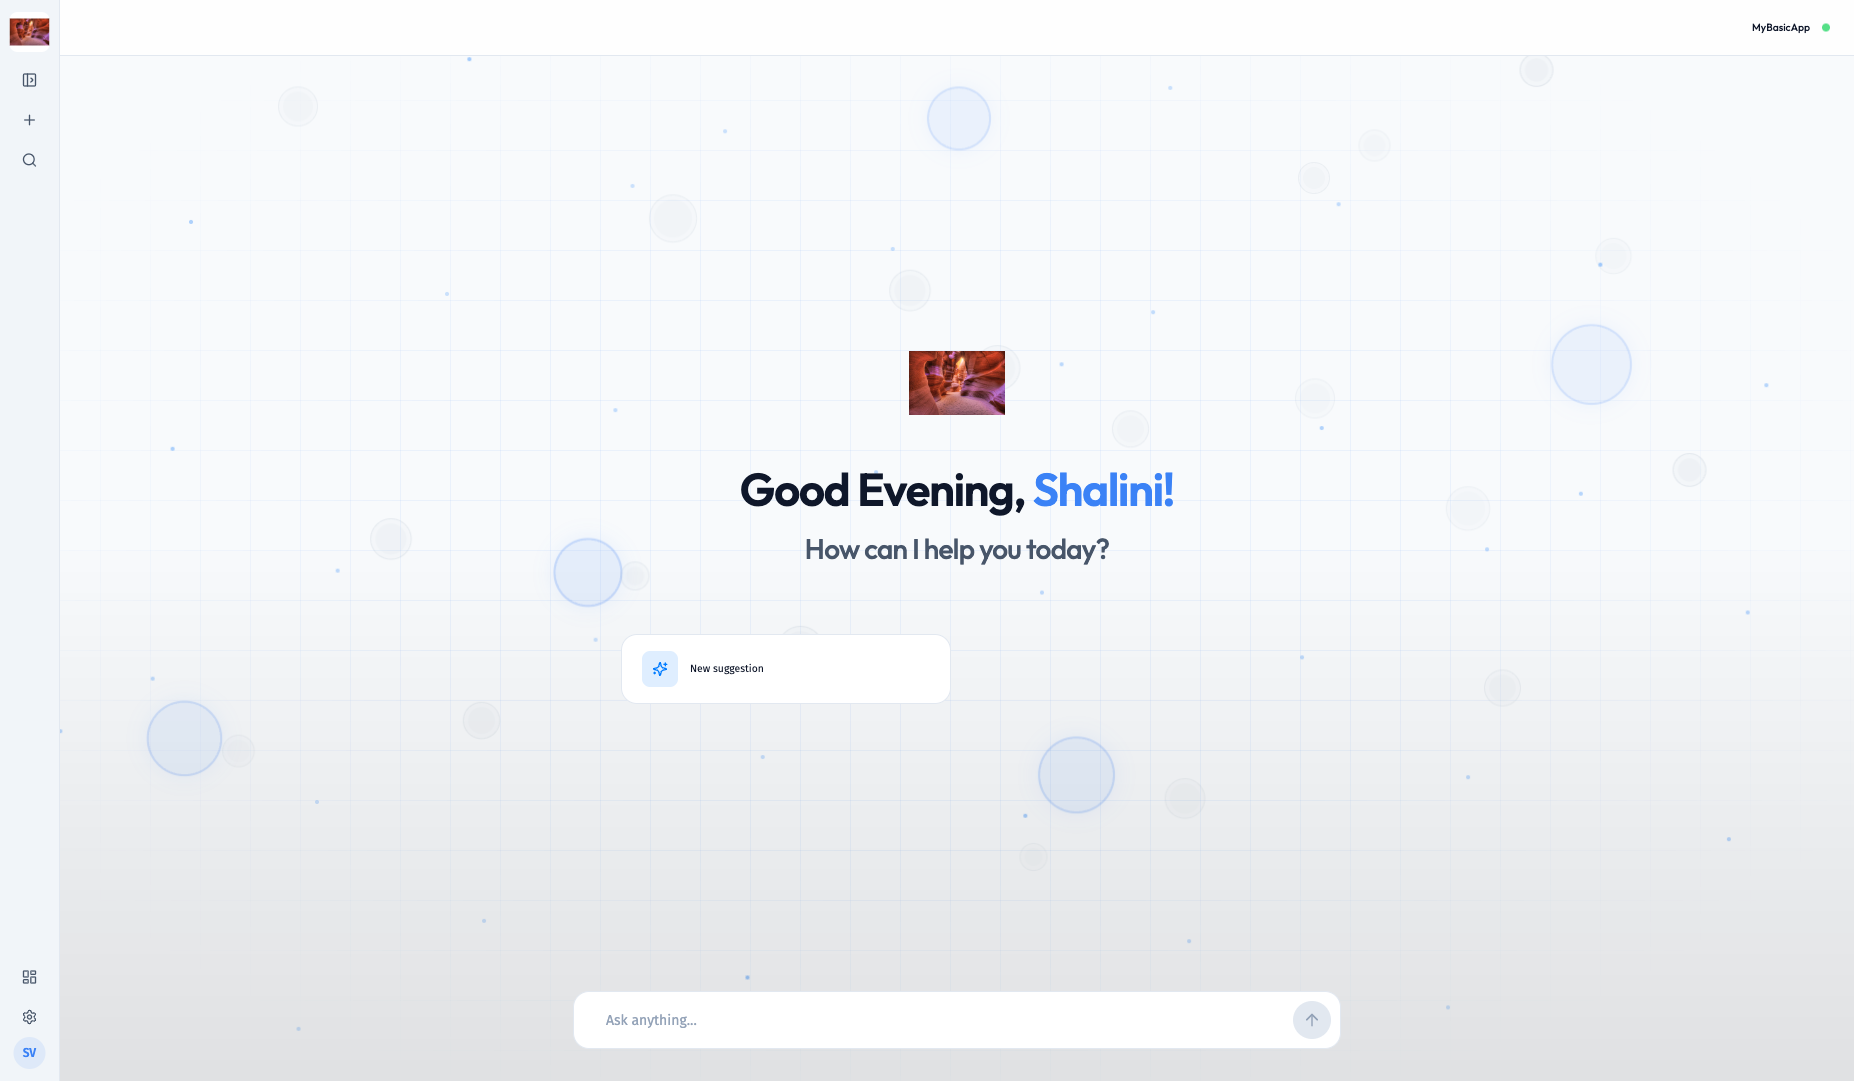 MyBasicApp
Good Evening, Shalini!
How can I help you today?
New suggestion
Ask anything...
SV